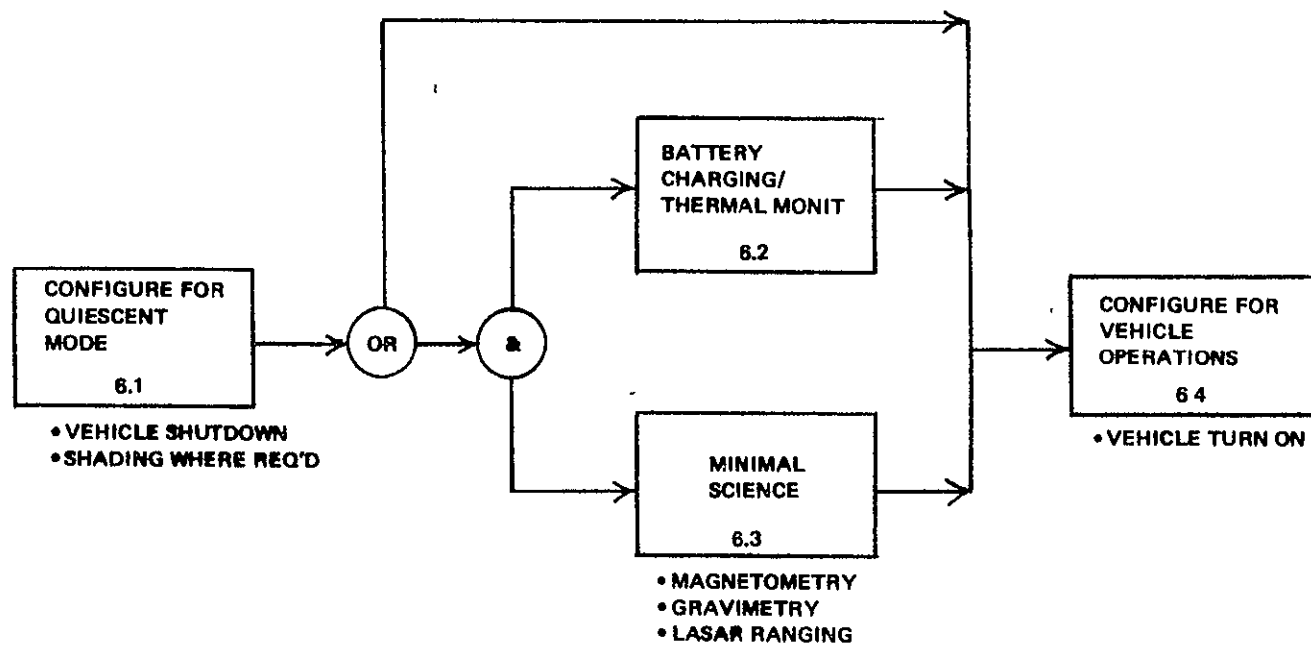 BATTERY
CHARGING/
THERMAL MONIT
6.2
CONFIGURE FOR
QUIESCENT
MODE
6.1
OR
&
CONFIGURE FOR
VEHICLE
OPERATIONS
6 4
• VEHICLE SHUTDOWN
• SHADING WHERE REQ'D
• VEHICLE TURN ON
MINIMAL
SCIENCE
6.3
• MAGNETOMETRY
• GRAVIMETRY
• LASAR RANGING